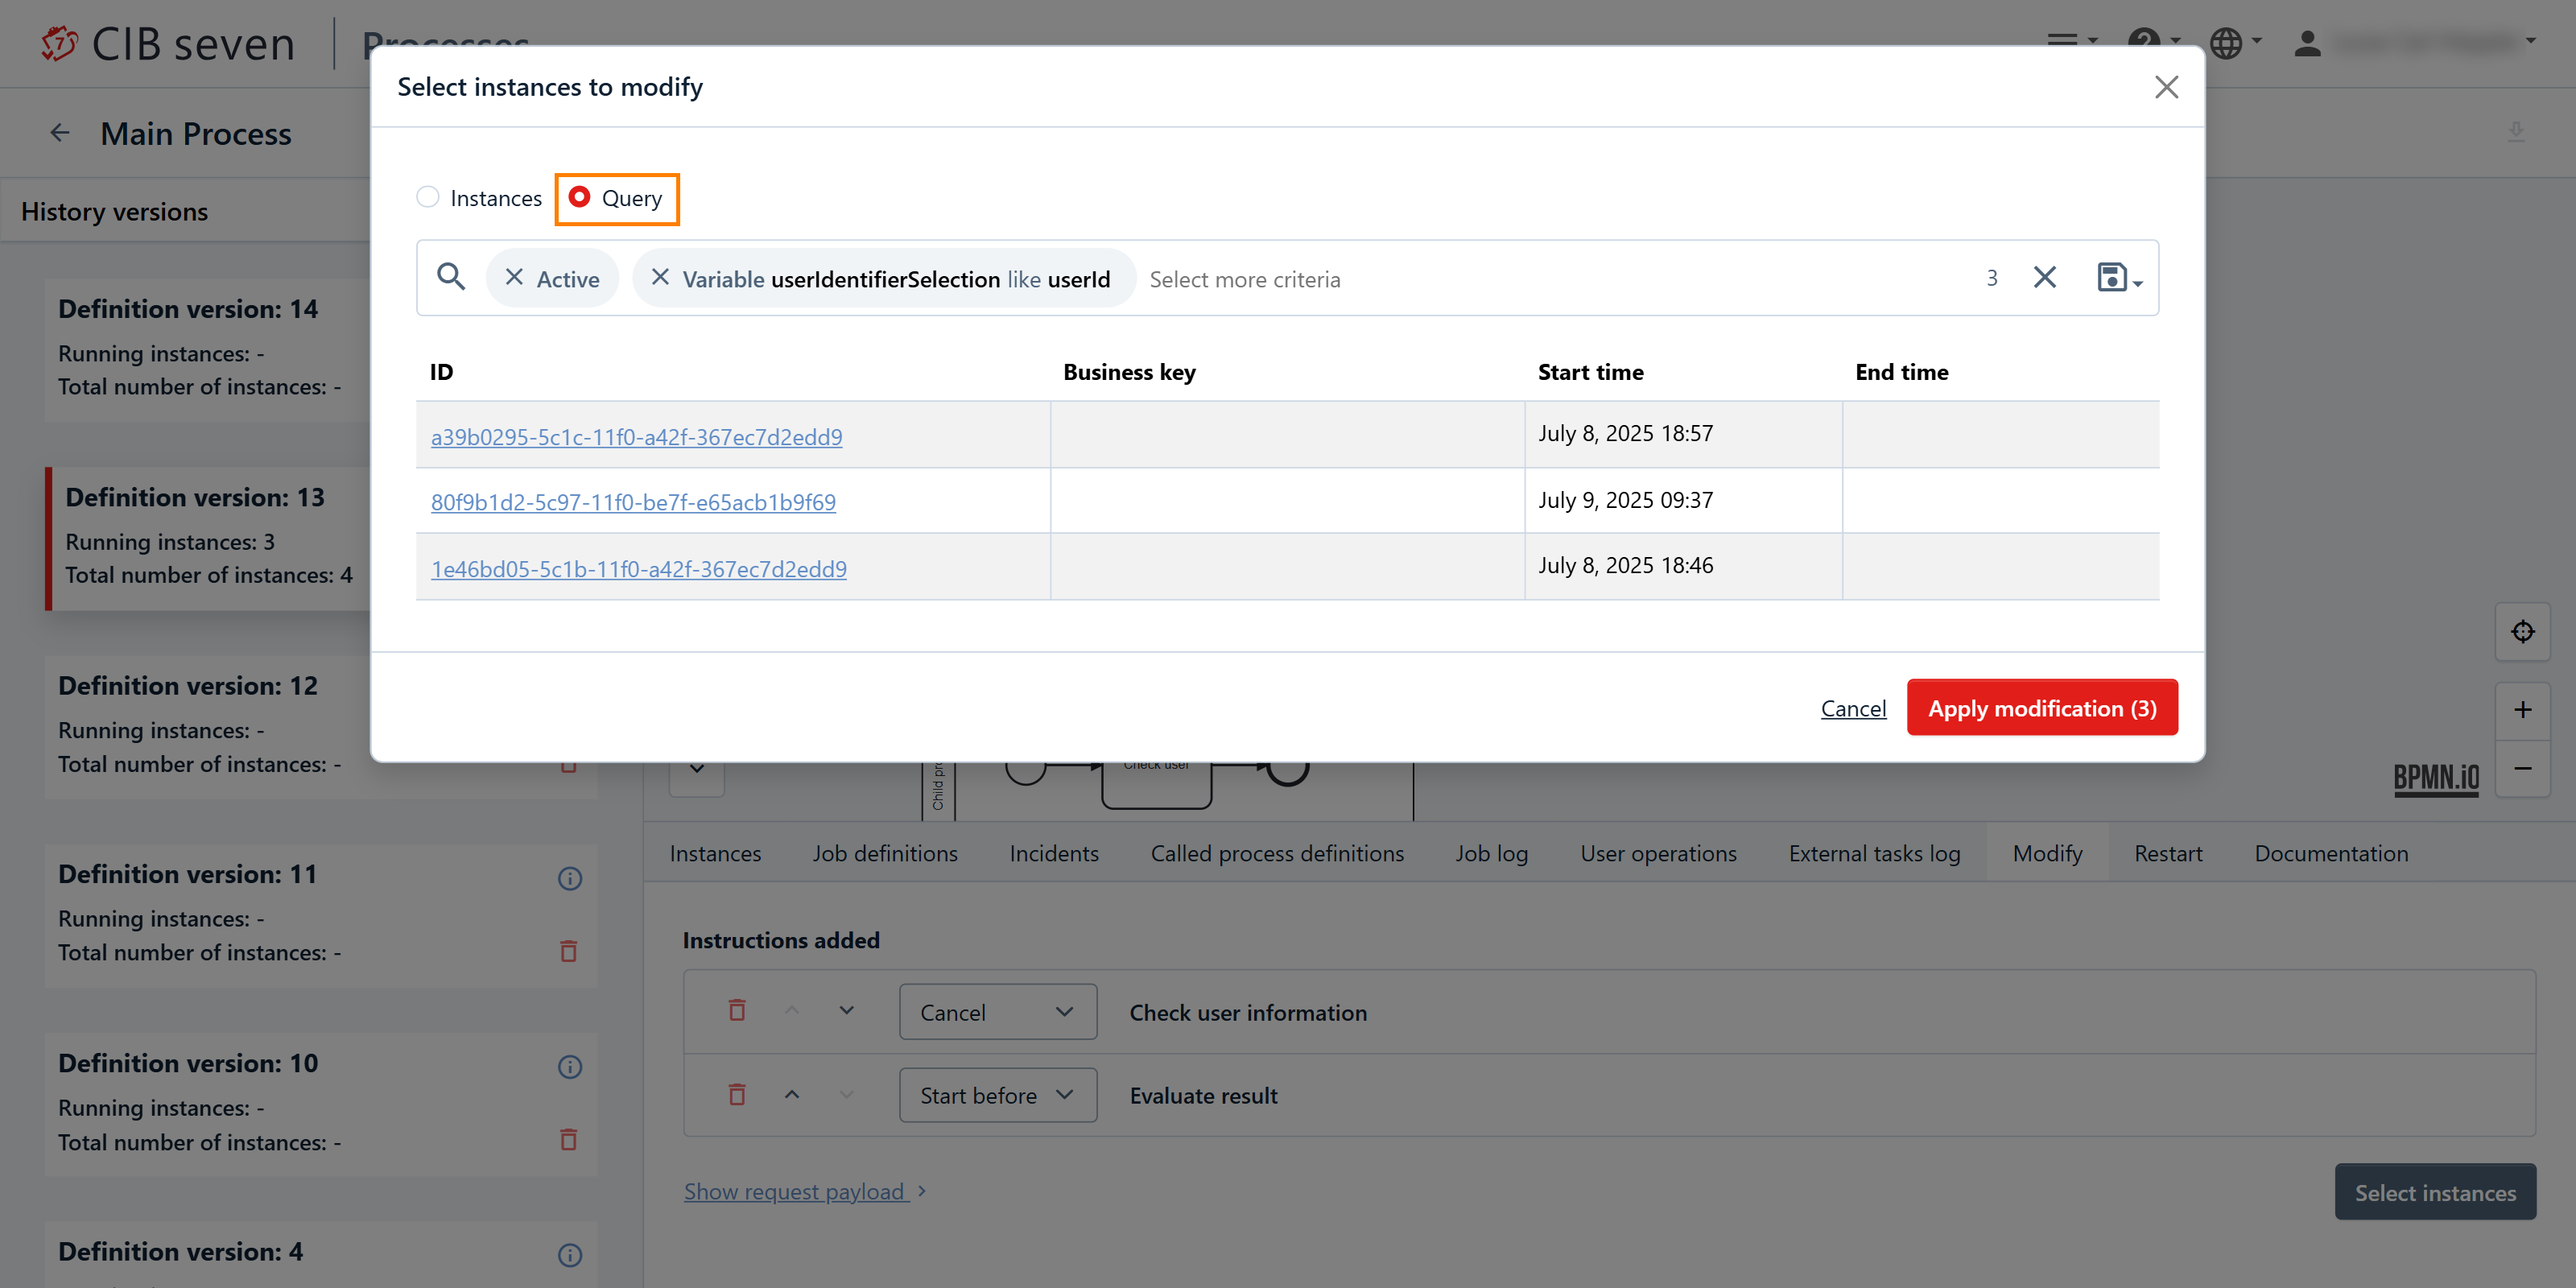 CIB seven
Processes
Main Process
History versions
Definition version: 14
Running instances: -
Total number of instances: -
Definition version: 13
Running instances: 3
Total number of instances: 4
Definition version: 12
Running instances: -
Total number of instances: -
Definition version: 11
Running instances: -
Total number of instances: -
Definition version: 10
Running instances: -
Total number of instances: -
Definition version: 4
Select instances to modify
Instances
Query
Active
Variable userIdentifierSelection like userId
Select more criteria
3
ID Business key Start time End time
a39b0295-5c1c-11f0-a42f-367ec7d2edd9 July 8, 2025 18:57
80f9b1d2-5c97-11f0-be7f-e65acb1b9f69 July 9, 2025 09:37
1e46bd05-5c1b-11f0-a42f-367ec7d2edd9 July 8, 2025 18:46
Cancel
Apply modification (3)
Child pr
Check user
BPMN.iO
Instances Job definitions Incidents Called process definitions Job log User operations External tasks log Modify Restart Documentation
Instructions added
Cancel Check user information
Start before Evaluate result
Show request payload
Select instances